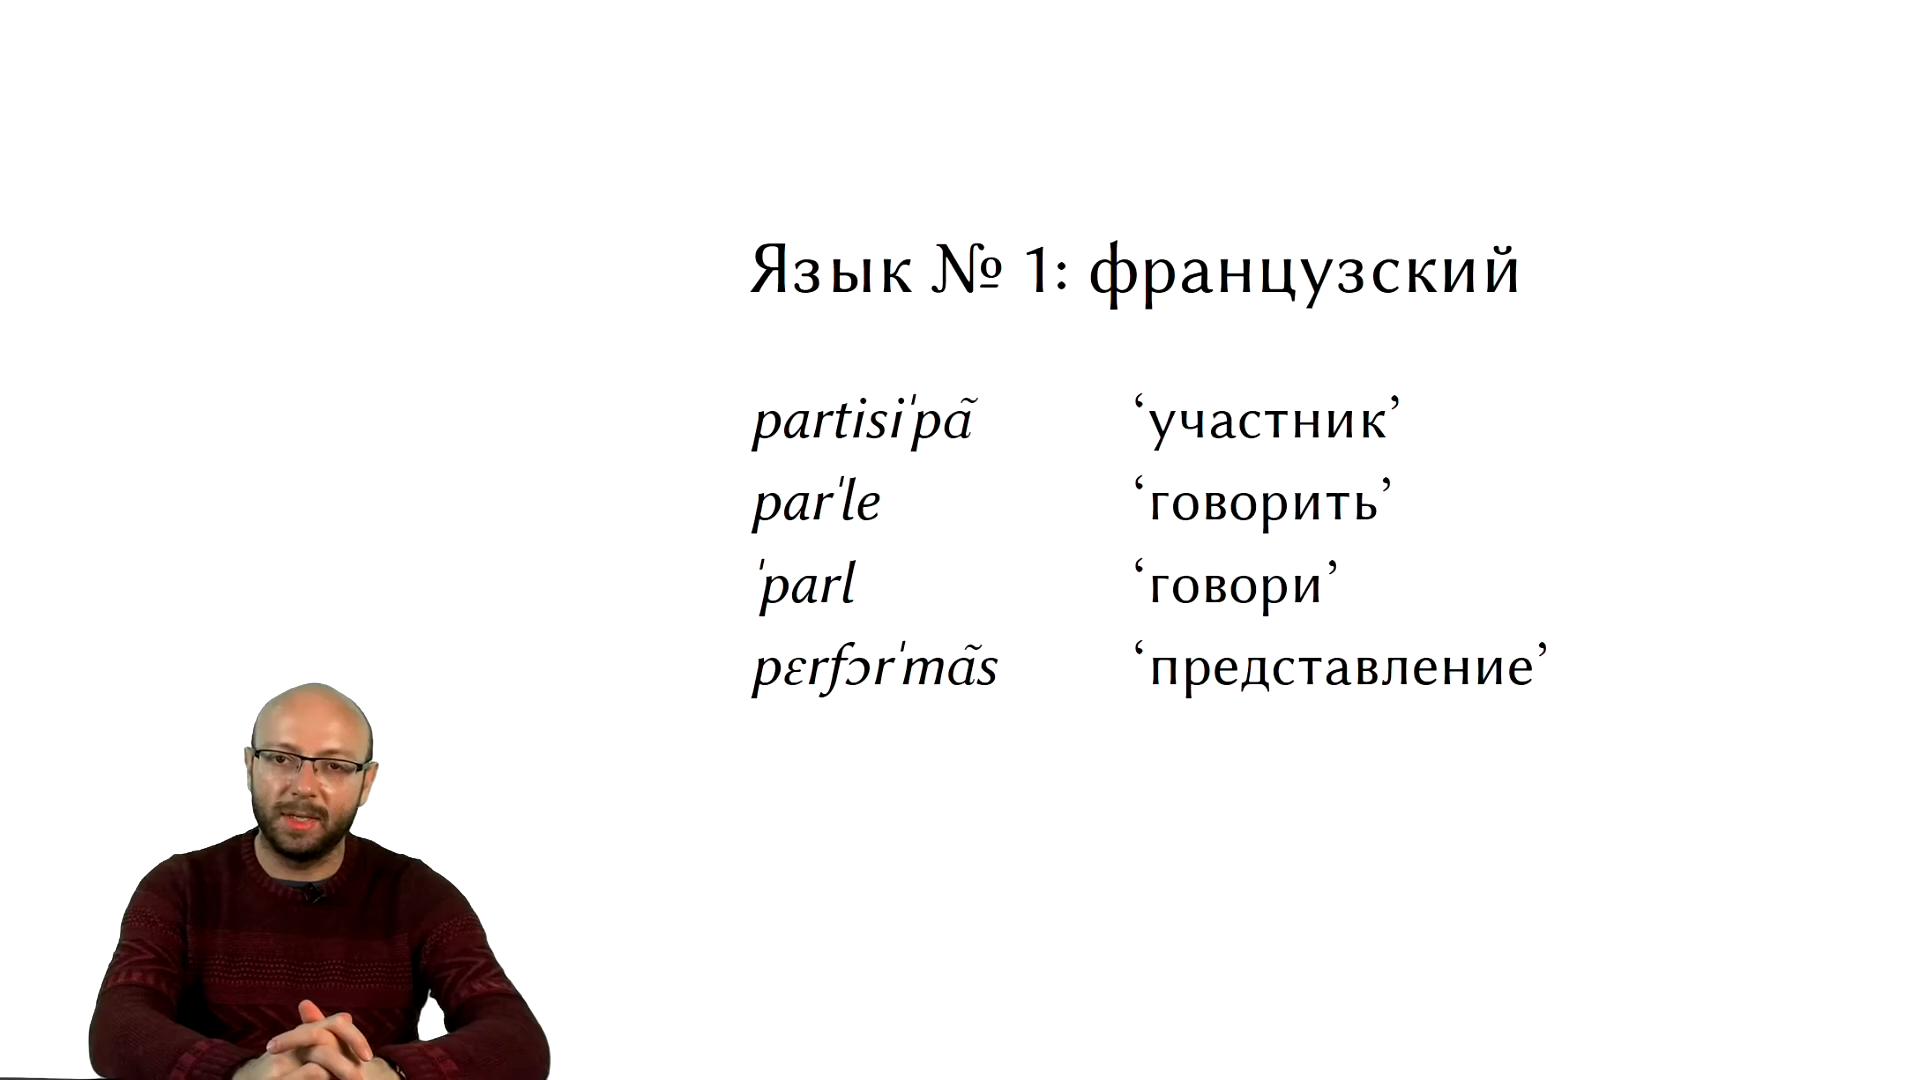 Язык № 1: французский
partisiˈpɑ̃ ‘участник’
parˈle ‘говорить’
ˈparl ‘говори’
pɛrfɔrˈmɑ̃s ‘представление’